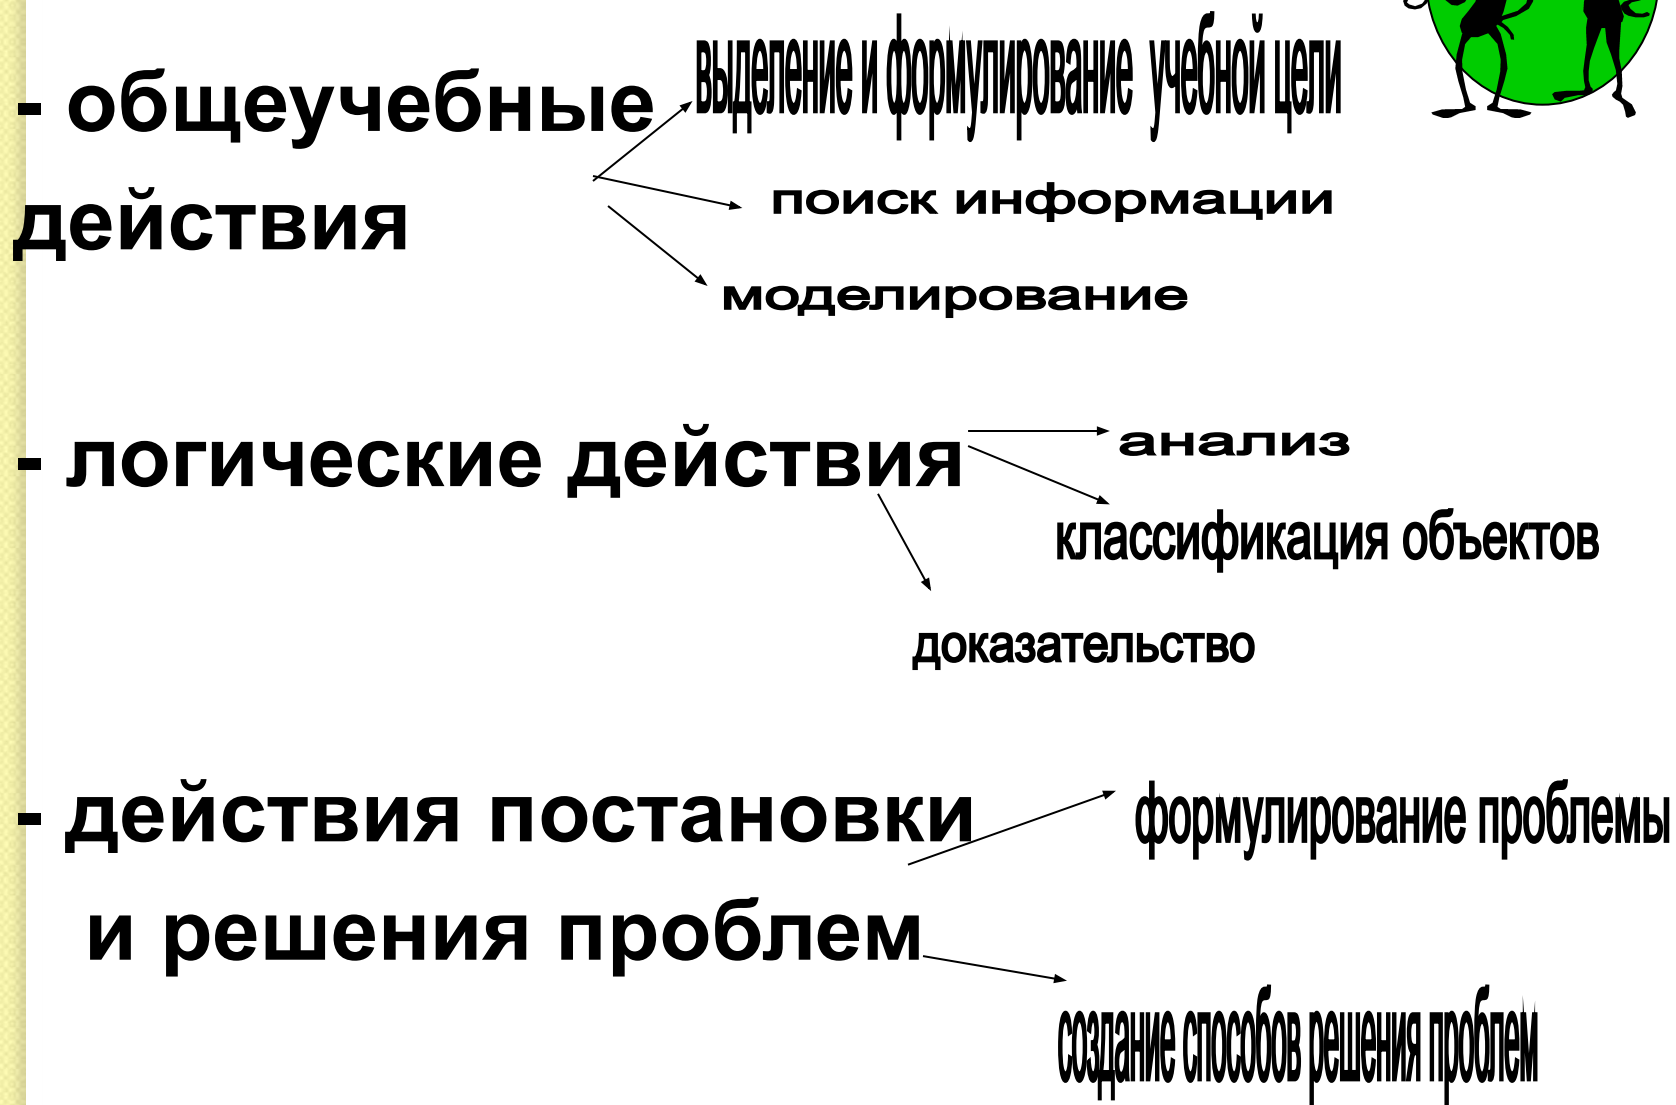 - общеучебные
действия
выделение и формулирование учебной цели
поиск информации
моделирование
- логические действия
анализ
классификация объектов
доказательство
- действия постановки
и решения проблем
формулирование проблемы
создание способов решения проблем